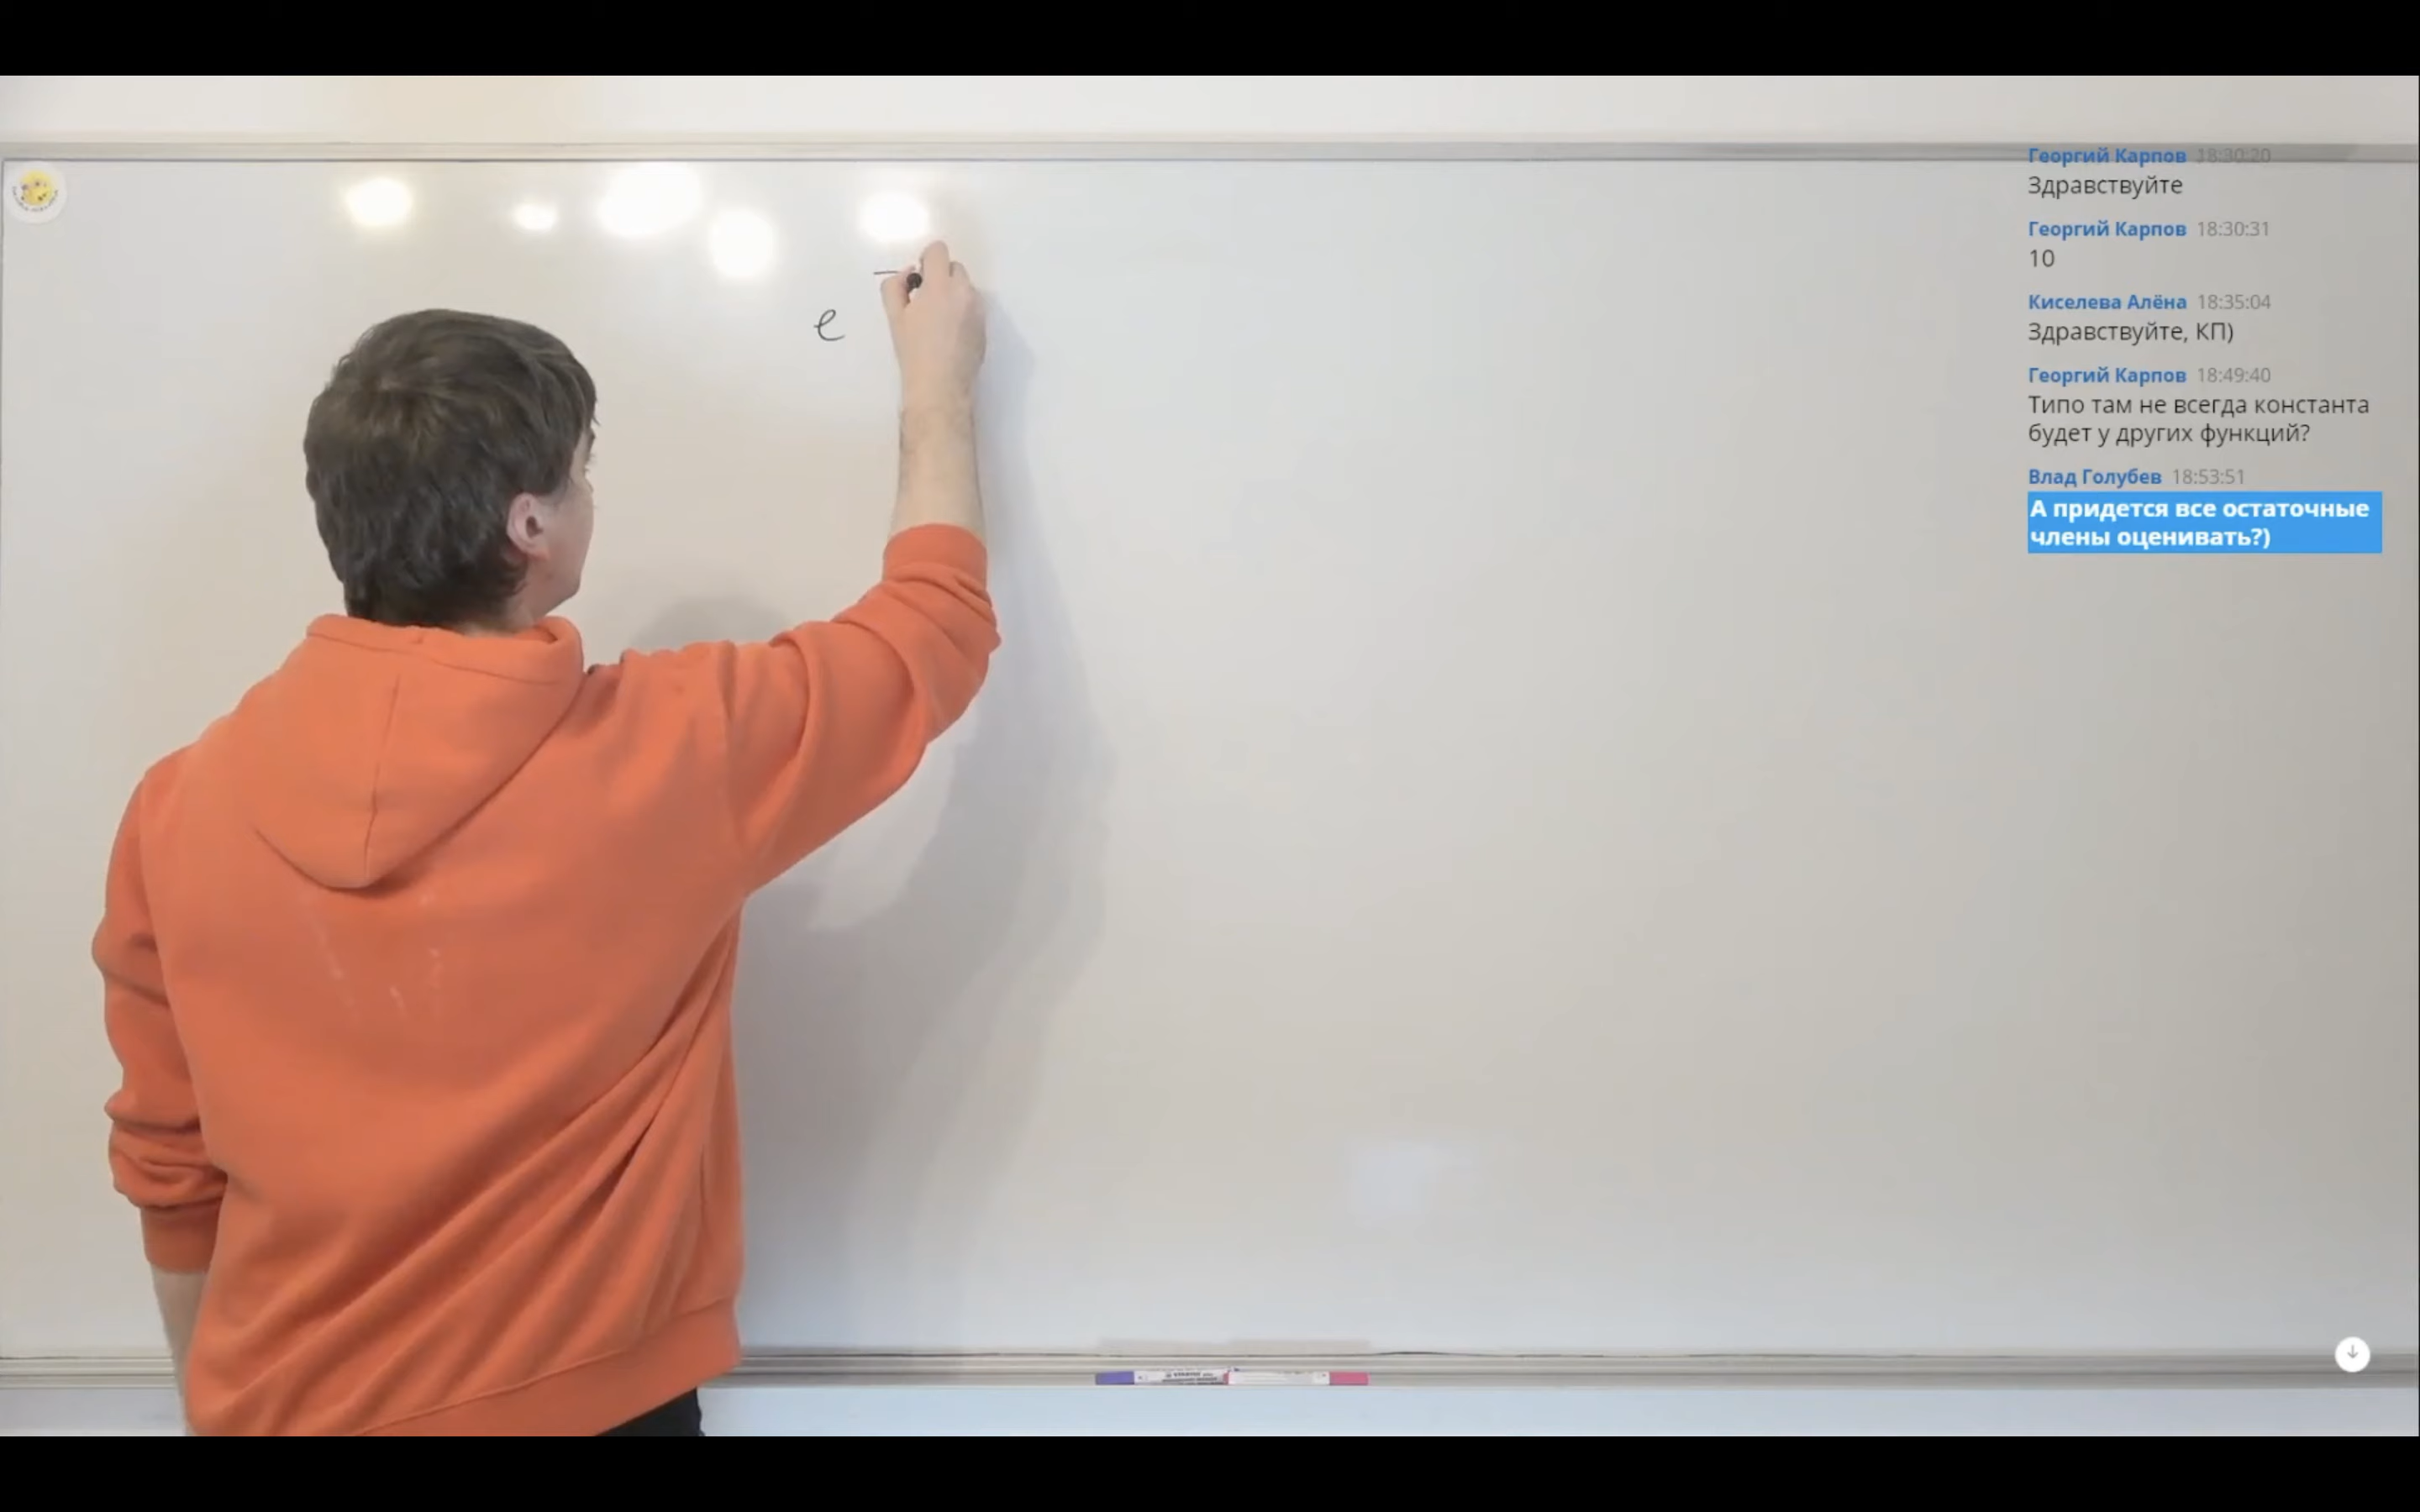 e
Георгий Карпов 18:30:20
Здравствуйте
Георгий Карпов 18:30:31
10
Киселева Алёна 18:35:04
Здравствуйте, КП)
Георгий Карпов 18:49:40
Типо там не всегда константа
будет у других функций?
Влад Голубев 18:53:51
А придется все остаточные
члены оценивать?)